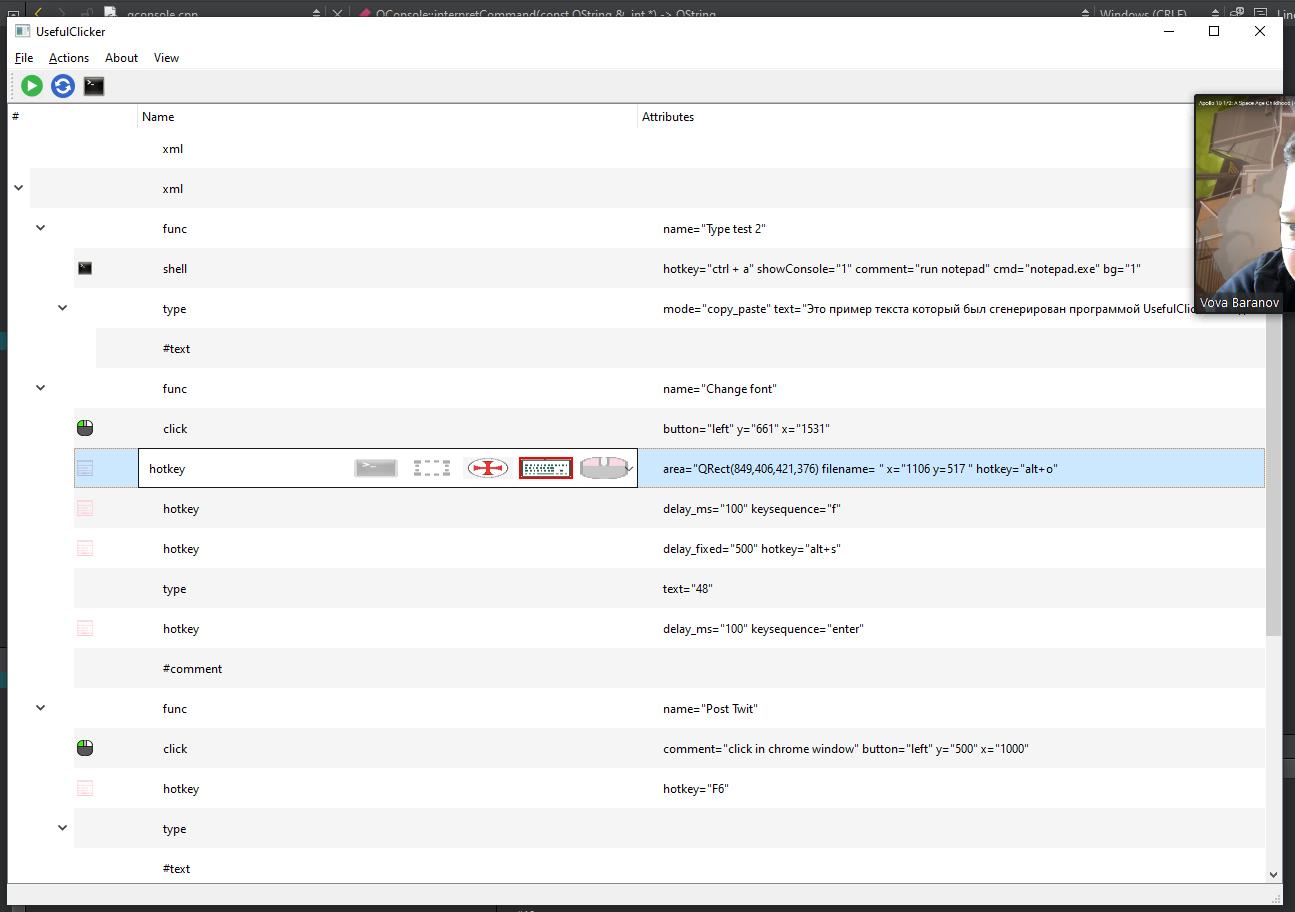 qconsole.cpp QConsole::interpretCommand(const QString &, int *) -> QString Windows (CRLF)
UsefulClicker
File Actions About View
# Name Attributes
Apollo 10 1/2: A Space Age Childhood
xml
xml
func name="Type test 2"
shell hotkey="ctrl + a" showConsole="1" comment="run notepad" cmd="notepad.exe" bg="1"
Vova Baranov
type mode="copy_paste" text="Это пример текста который был сгенерирован программой UsefulClic
#text
func name="Change font"
click button="left" y="661" x="1531"
hotkey area="QRect(849,406,421,376) filename= " x="1106 y=517 " hotkey="alt+o"
hotkey delay_ms="100" keysequence="f"
hotkey delay_fixed="500" hotkey="alt+s"
type text="48"
hotkey delay_ms="100" keysequence="enter"
#comment
func name="Post Twit"
click comment="click in chrome window" button="left" y="500" x="1000"
hotkey hotkey="F6"
type
#text